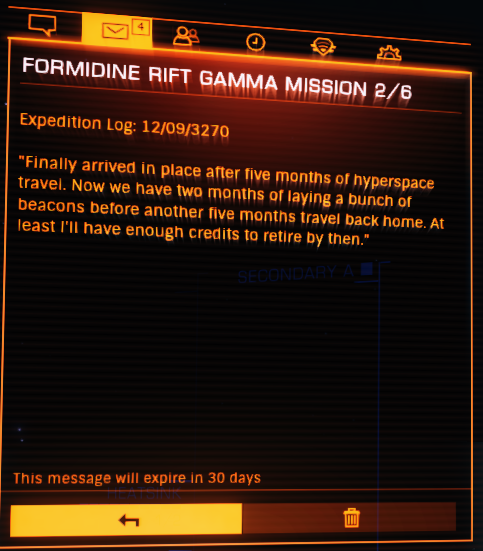 4
FORMIDINE RIFT GAMMA MISSION 2/6
Expedition Log: 12/09/3270
"Finally arrived in place after five months of hyperspace
travel. Now we have two months of laying a bunch of
beacons before another five months travel back home. At
least I'll have enough credits to retire by then."
SECONDARY A
This message will expire in 30 days
HEATSINK